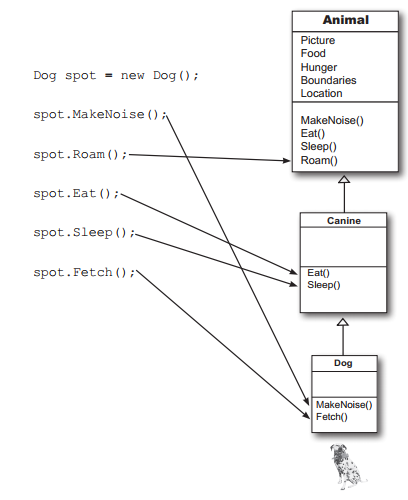 Animal
Picture
Food
Hunger
Boundaries
Location
MakeNoise()
Eat()
Sleep()
Roam()
Dog spot = new Dog();
spot.MakeNoise();
spot.Roam();
spot.Eat();
spot.Sleep();
spot.Fetch();
Canine
Eat()
Sleep()
Dog
MakeNoise()
Fetch()